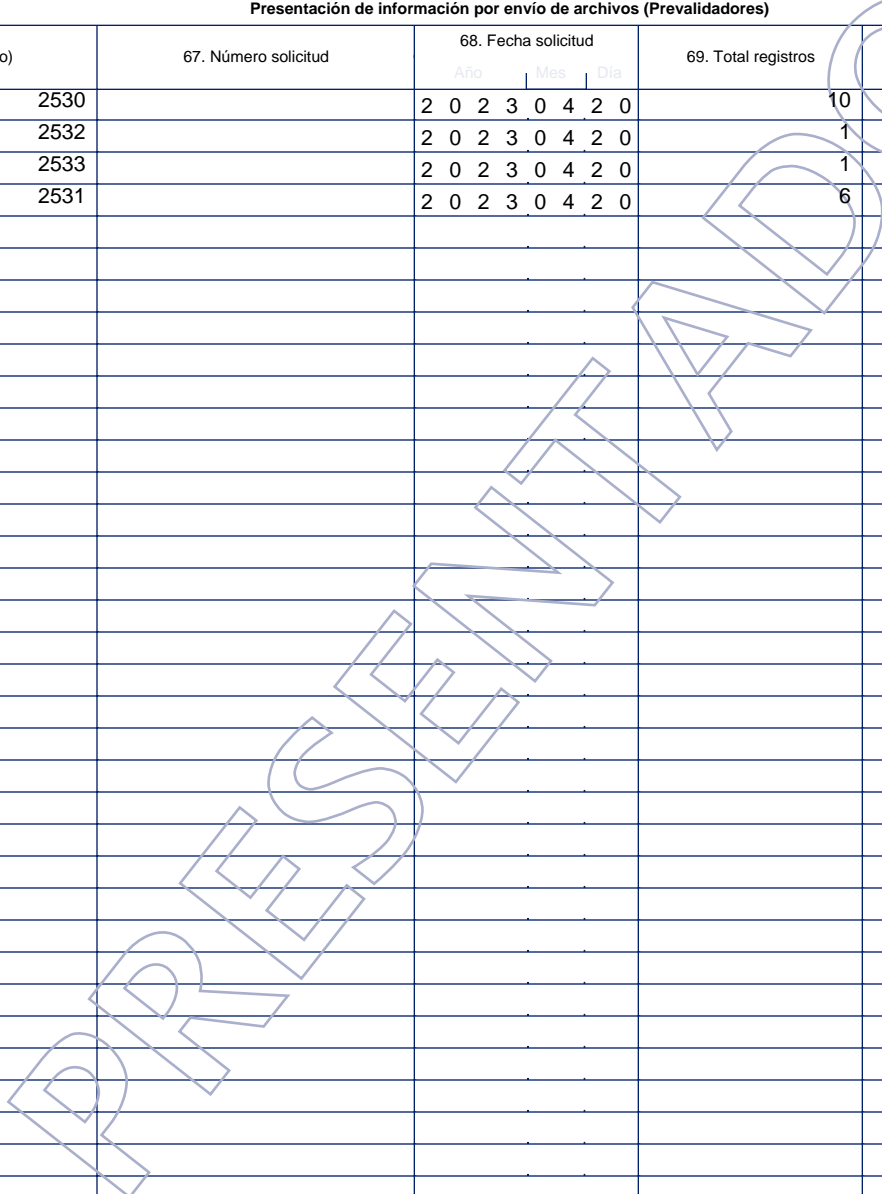 Presentación de información por envío de archivos (Prevalidadores)
o) 67. Número solicitud 68. Fecha solicitud 69. Total registros
Año Mes Día
2530 2 0 2 3 0 4 2 0 10
2532 2 0 2 3 0 4 2 0 1
2533 2 0 2 3 0 4 2 0 1
2531 2 0 2 3 0 4 2 0 6
PRESENTADO